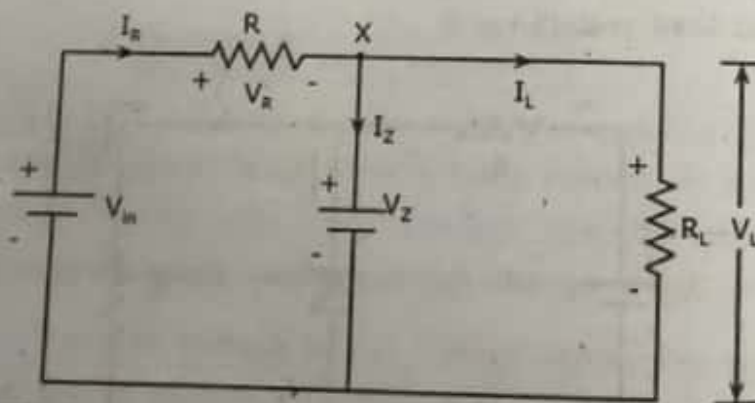 I_R R X
+ V_R - I_L
I_Z
+ V_in - + V_Z - + R_L - V_L